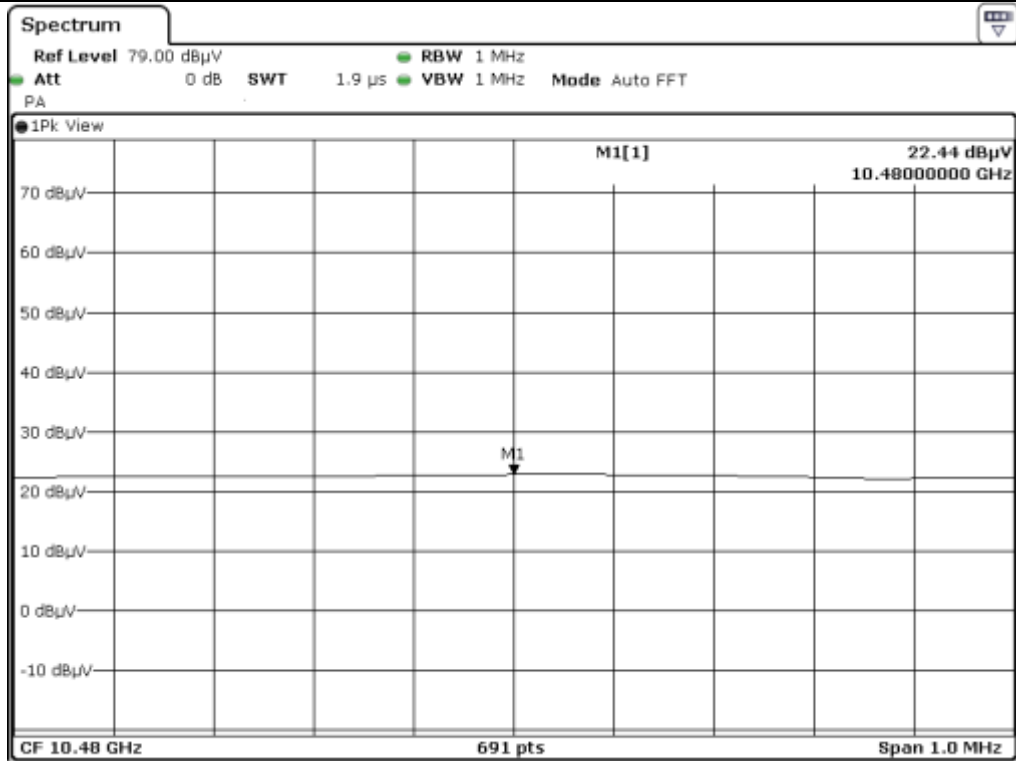 Spectrum
Ref Level 79.00 dBµV RBW 1 MHz
Att 0 dB SWT 1.9 µs VBW 1 MHz Mode Auto FFT
PA
1Pk View
M1[1] 22.44 dBµV
10.48000000 GHz
70 dBµV
60 dBµV
50 dBµV
40 dBµV
30 dBµV
M1
20 dBµV
10 dBµV
0 dBµV
-10 dBµV
CF 10.48 GHz 691 pts Span 1.0 MHz